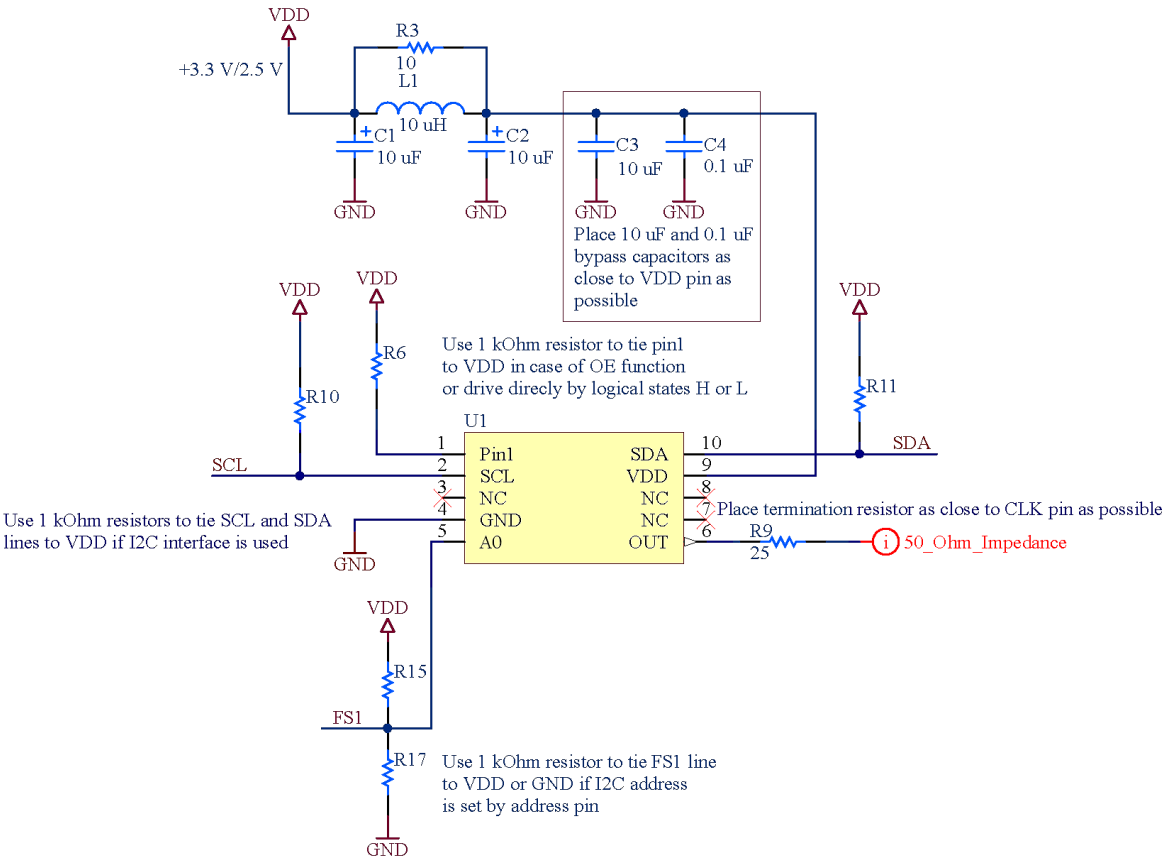 VDD
R3
+3.3 V/2.5 V
10
L1
10 uH
C1
10 uF
C2
10 uF
C3
10 uF
C4
0.1 uF
GND
GND
GND
GND
Place 10 uF and 0.1 uF
bypass capacitors as
close to VDD pin as
possible
VDD
VDD
VDD
R6
R10
R11
Use 1 kOhm resistor to tie pin1
to VDD in case of OE function
or drive direcly by logical states H or L
U1
SCL
SDA
1
Pin1
2
SCL
3
NC
4
GND
5
A0
SDA
10
VDD
9
NC
8
NC
7
OUT
6
Place termination resistor as close to CLK pin as possible
R9
25
i
50_Ohm_Impedance
Use 1 kOhm resistors to tie SCL and SDA
lines to VDD if I2C interface is used
GND
VDD
R15
FS1
R17
Use 1 kOhm resistor to tie FS1 line
to VDD or GND if I2C address
is set by address pin
GND